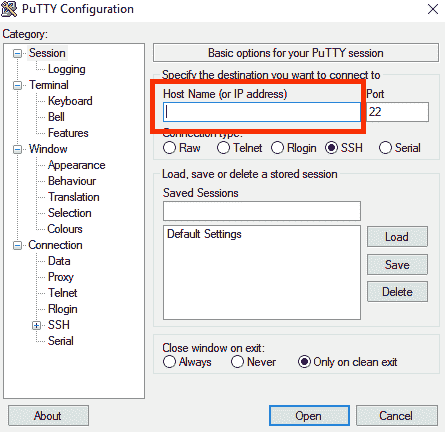 PuTTY Configuration
Category:
Session
Logging
Terminal
Keyboard
Bell
Features
Window
Appearance
Behaviour
Translation
Selection
Colours
Connection
Data
Proxy
Telnet
Rlogin
SSH
Serial
Basic options for your PuTTY session
Specify the destination you want to connect to
Host Name (or IP address) Port
22
Connection type:
Raw Telnet Rlogin SSH Serial
Load, save or delete a stored session
Saved Sessions
Default Settings
Load
Save
Delete
Close window on exit:
Always Never Only on clean exit
About Open Cancel